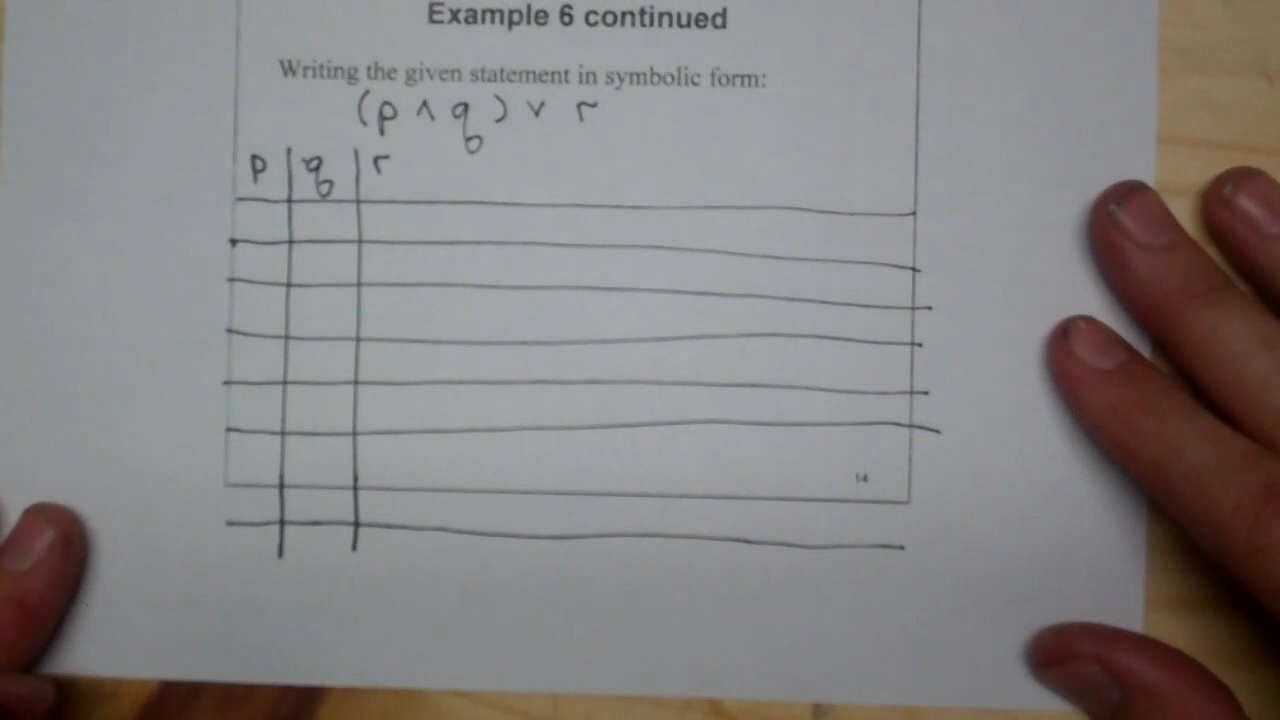 Example 6 continued
Writing the given statement in symbolic form:
(p ∧ q) ∨ r
p q r
14